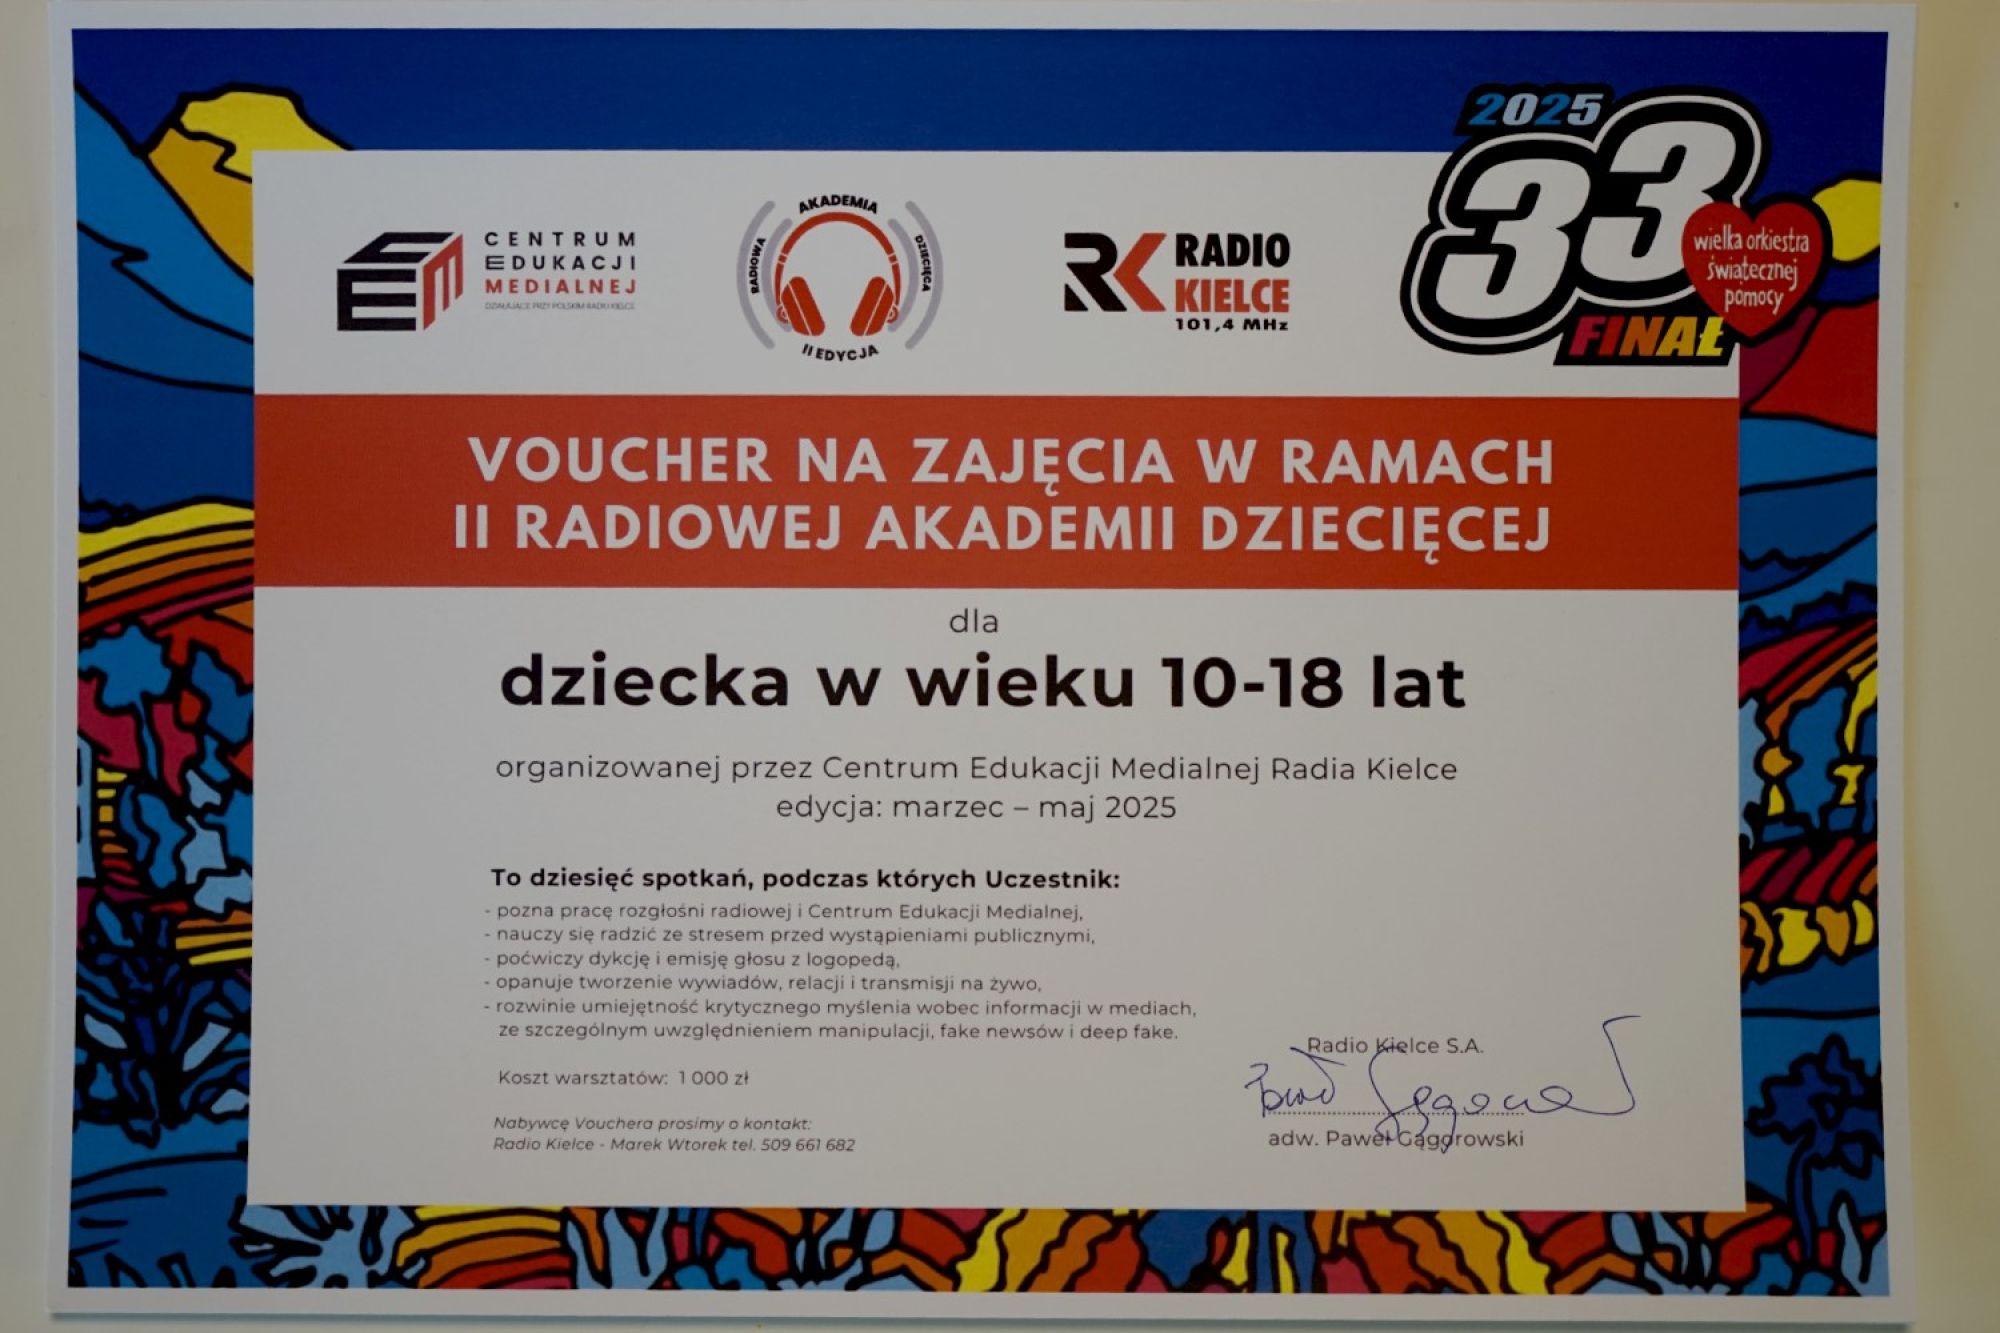 CENTRUM
EDUKACJI
MEDIALNEJ
DZIAŁAJĄCE PRZY POLSKIM RADIU KIELCE
RADIOWA
AKADEMIA
DZIECIĘCA
II EDYCJA
RK RADIO
KIELCE
101,4 MHz
2025
33
FINAŁ
wielka orkiestra
świątecznej
pomocy
VOUCHER NA ZAJĘCIA W RAMACH
II RADIOWEJ AKADEMII DZIECIĘCEJ
dla
dziecka w wieku 10-18 lat
organizowanej przez Centrum Edukacji Medialnej Radia Kielce
edycja: marzec – maj 2025
To dziesięć spotkań, podczas których Uczestnik:
- pozna pracę rozgłośni radiowej i Centrum Edukacji Medialnej,
- nauczy się radzić ze stresem przed wystąpieniami publicznymi,
- poćwiczy dykcję i emisję głosu z logopedą,
- opanuje tworzenie wywiadów, relacji i transmisji na żywo,
- rozwinie umiejętność krytycznego myślenia wobec informacji w mediach,
ze szczególnym uwzględnieniem manipulacji, fake newsów i deep fake.
Koszt warsztatów: 1 000 zł
Nabywcę Vouchera prosimy o kontakt:
Radio Kielce - Marek Wtorek tel. 509 661 682
Radio Kielce S.A.
adw. Paweł Gągorowski